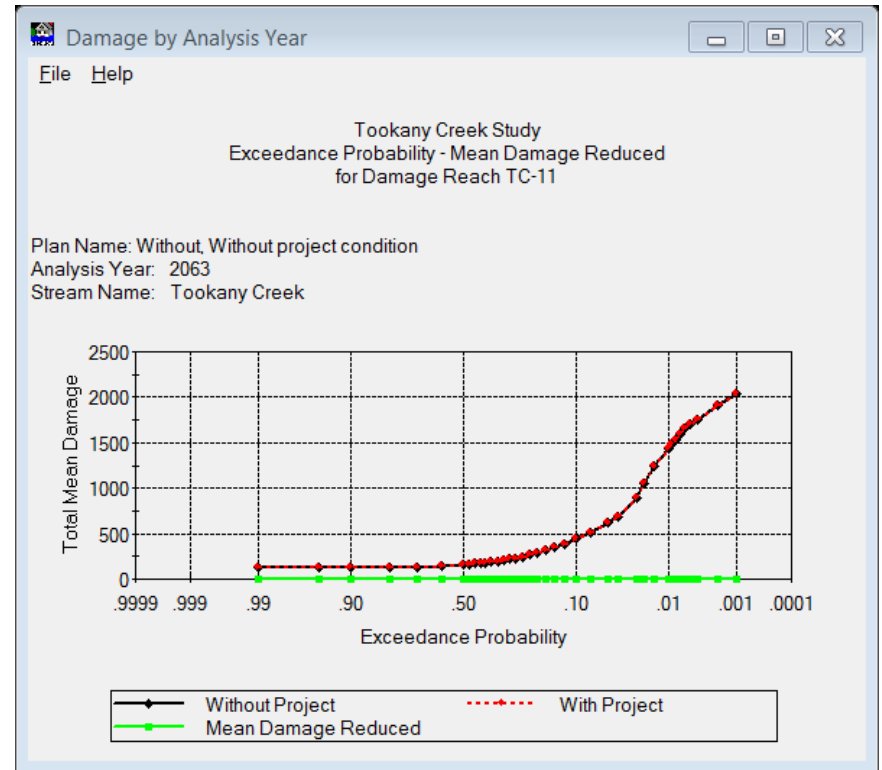 Damage by Analysis Year
File Help
Tookany Creek Study
Exceedance Probability - Mean Damage Reduced
for Damage Reach TC-11
Plan Name: Without, Without project condition
Analysis Year: 2063
Stream Name: Tookany Creek
2500
2000
1500
1000
500
0
Total Mean Damage
.9999 .999 .99 .90 .50 .10 .01 .001 .0001
Exceedance Probability
Without Project With Project
Mean Damage Reduced